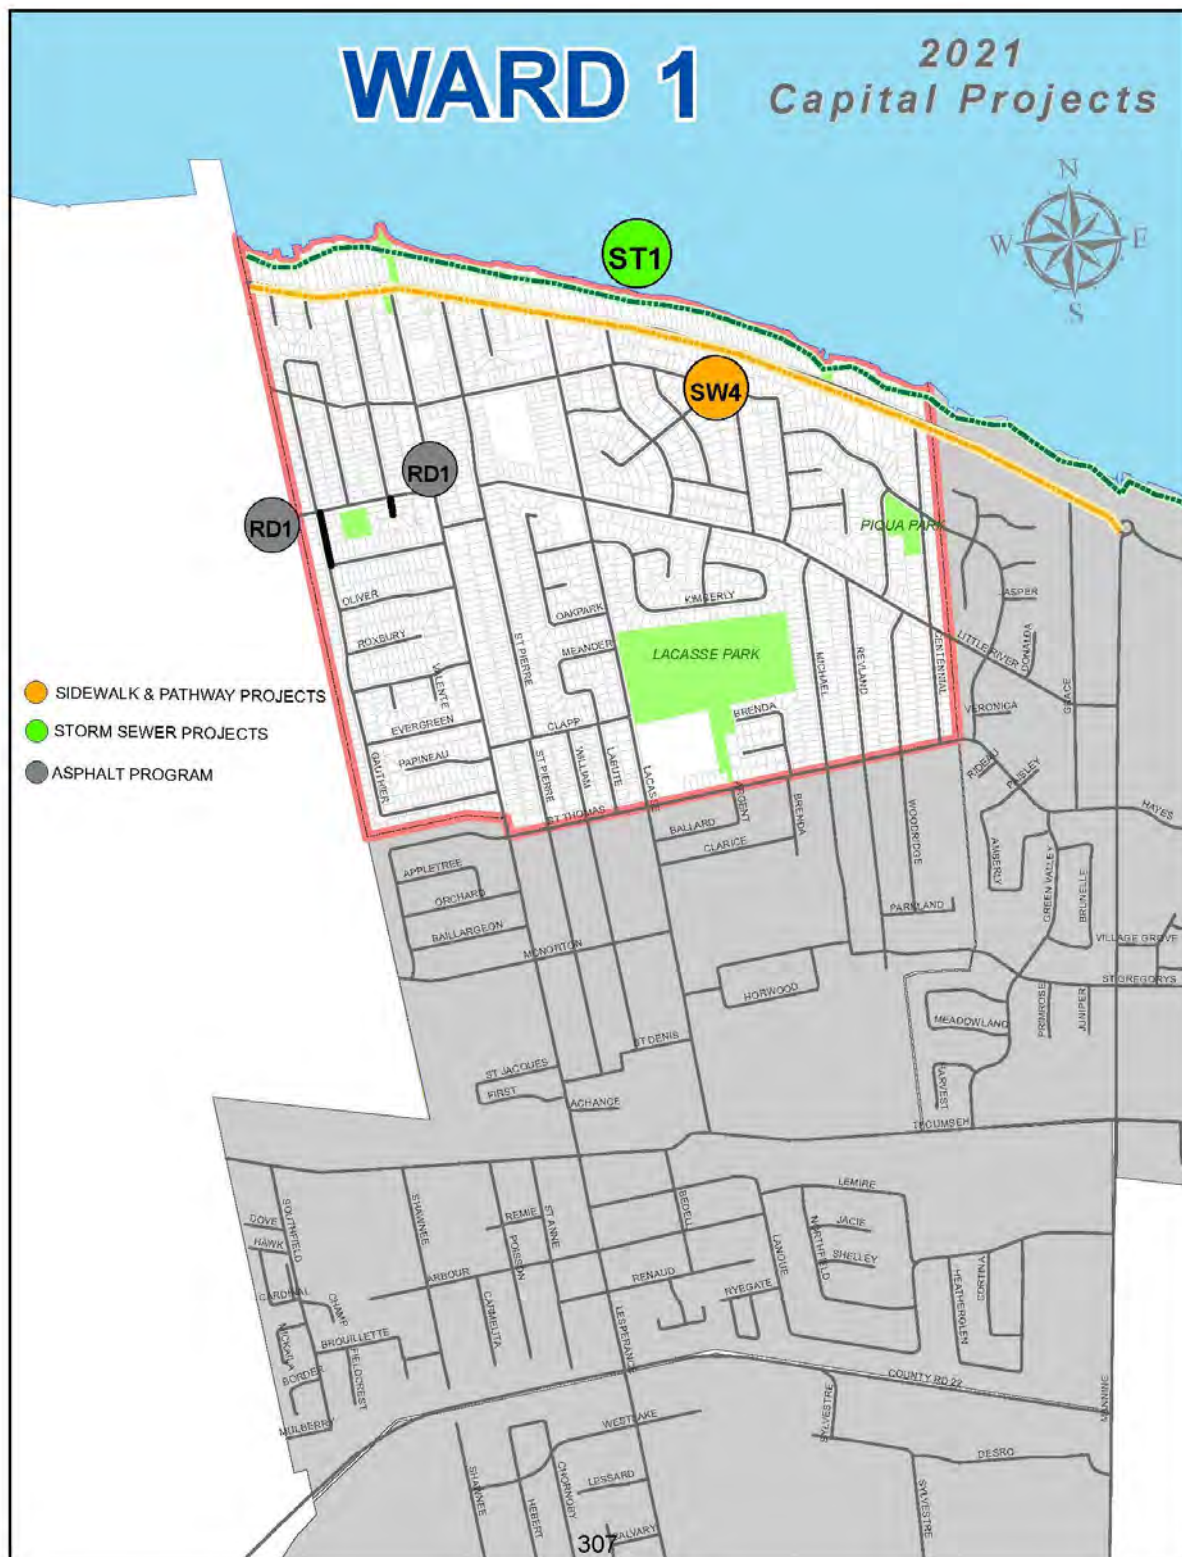 WARD 1
2021
Capital Projects
N
W
E
S
ST1
SW4
RD1
RD1
PIQUA PARK
OLIVER
ROXBURY
VALENTE
EVERGREEN
PAPINEAU
GAUTHIER
ST PIERRE
OAKPARK
MEANDER
KIMBERLY
LACASSE PARK
CLAPP
ST PIERRE
WILLIAM
LACASSE
ST THOMAS
BRENDA
MICHAEL
REVLAND
CENTENNIAL
LITTLE RIVER
ASPER
DONALDA
VERONICA
GRACE
RIDEAU
PAISLEY
HAYES
SIDEWALK & PATHWAY PROJECTS
STORM SEWER PROJECTS
ASPHALT PROGRAM
BALLARD
CLARICE
BRENDA
WOODRIDGE
PARKLAND
AMBERLY
GREEN VALLEY
BRUNELLE
VILLAGE GROVE
ST GREGORYS
APPLETREE
ORCHARD
BAILLARGEON
MCNORTON
HORWOOD
MEADOWLAND
PRIMROSE
JUNIPER
HARVEST
ST DENIS
ST JACQUES
FIRST
TECUMSEH
LEMIRE
JACIE
SHELLEY
NORTHFIELD
LANOUE
BEDELL
REMIE
ST ANNE
POISSON
SHAWNEE
SOUTHFIELD
DOVE
HAWK
CARDINAL
CHAMP
BROUILLETTE
FIELDCREST
BORDER
MULBERRY
ARBOUR
CARMELITA
RENAUD
NYEGATE
LESPERANCE
HEATHERGLEN
CORTINA
COUNTY RD 22
MANNING
SYLVESTRE
DESRO
SYLVESTRE
WESTLAKE
SHAWNEE
HEBERT
CHORNOBY
LESSARD
307